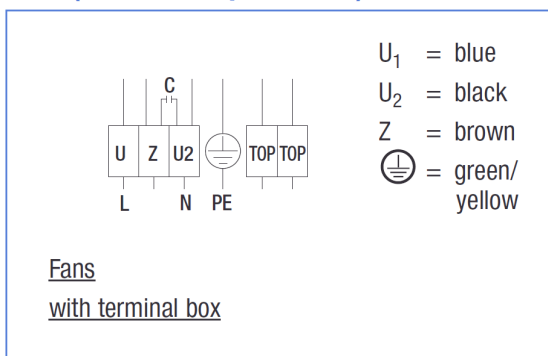 C
U Z U2 TOP TOP
L N PE
U₁ = blue
U₂ = black
Z = brown
= green/
yellow
Fans
with terminal box